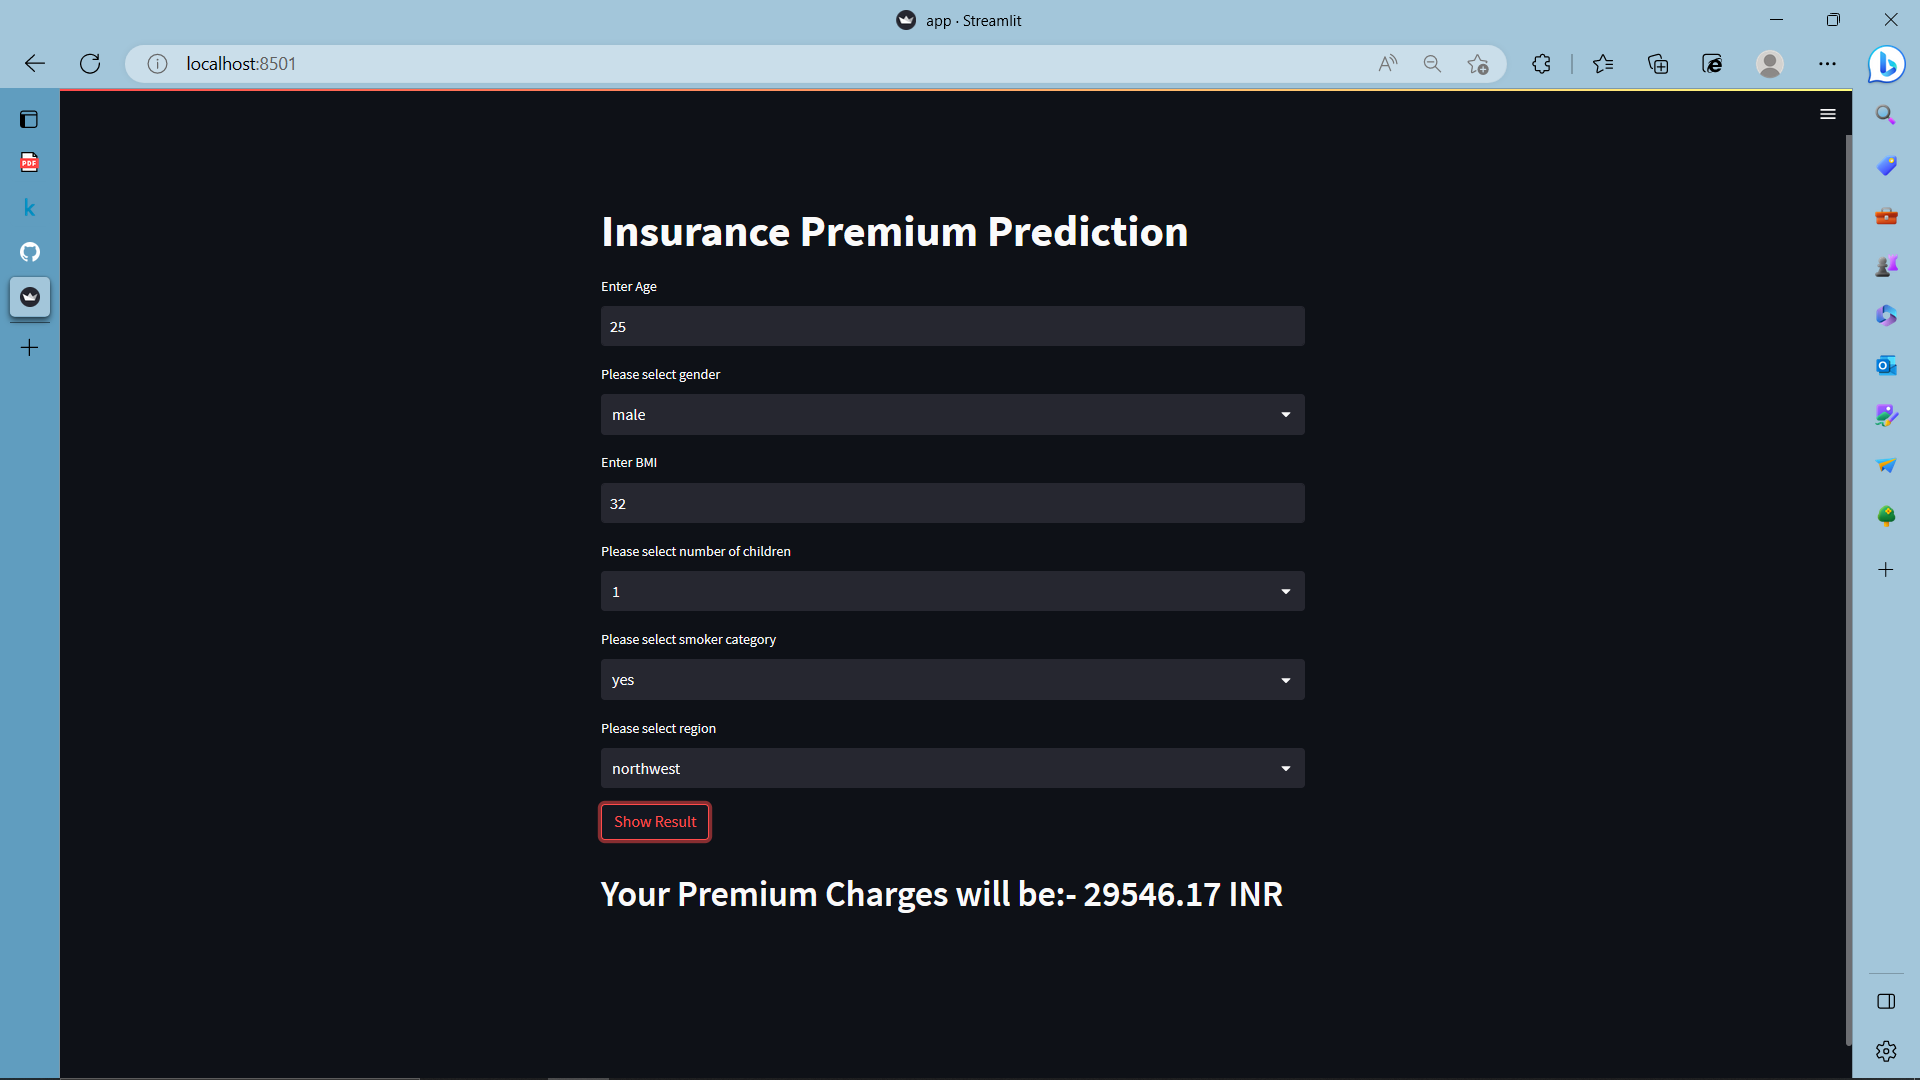 app · Streamlit
localhost:8501
PDF
k
Insurance Premium Prediction
Enter Age
25
Please select gender
male
Enter BMI
32
Please select number of children
1
Please select smoker category
yes
Please select region
northwest
Show Result
Your Premium Charges will be:- 29546.17 INR